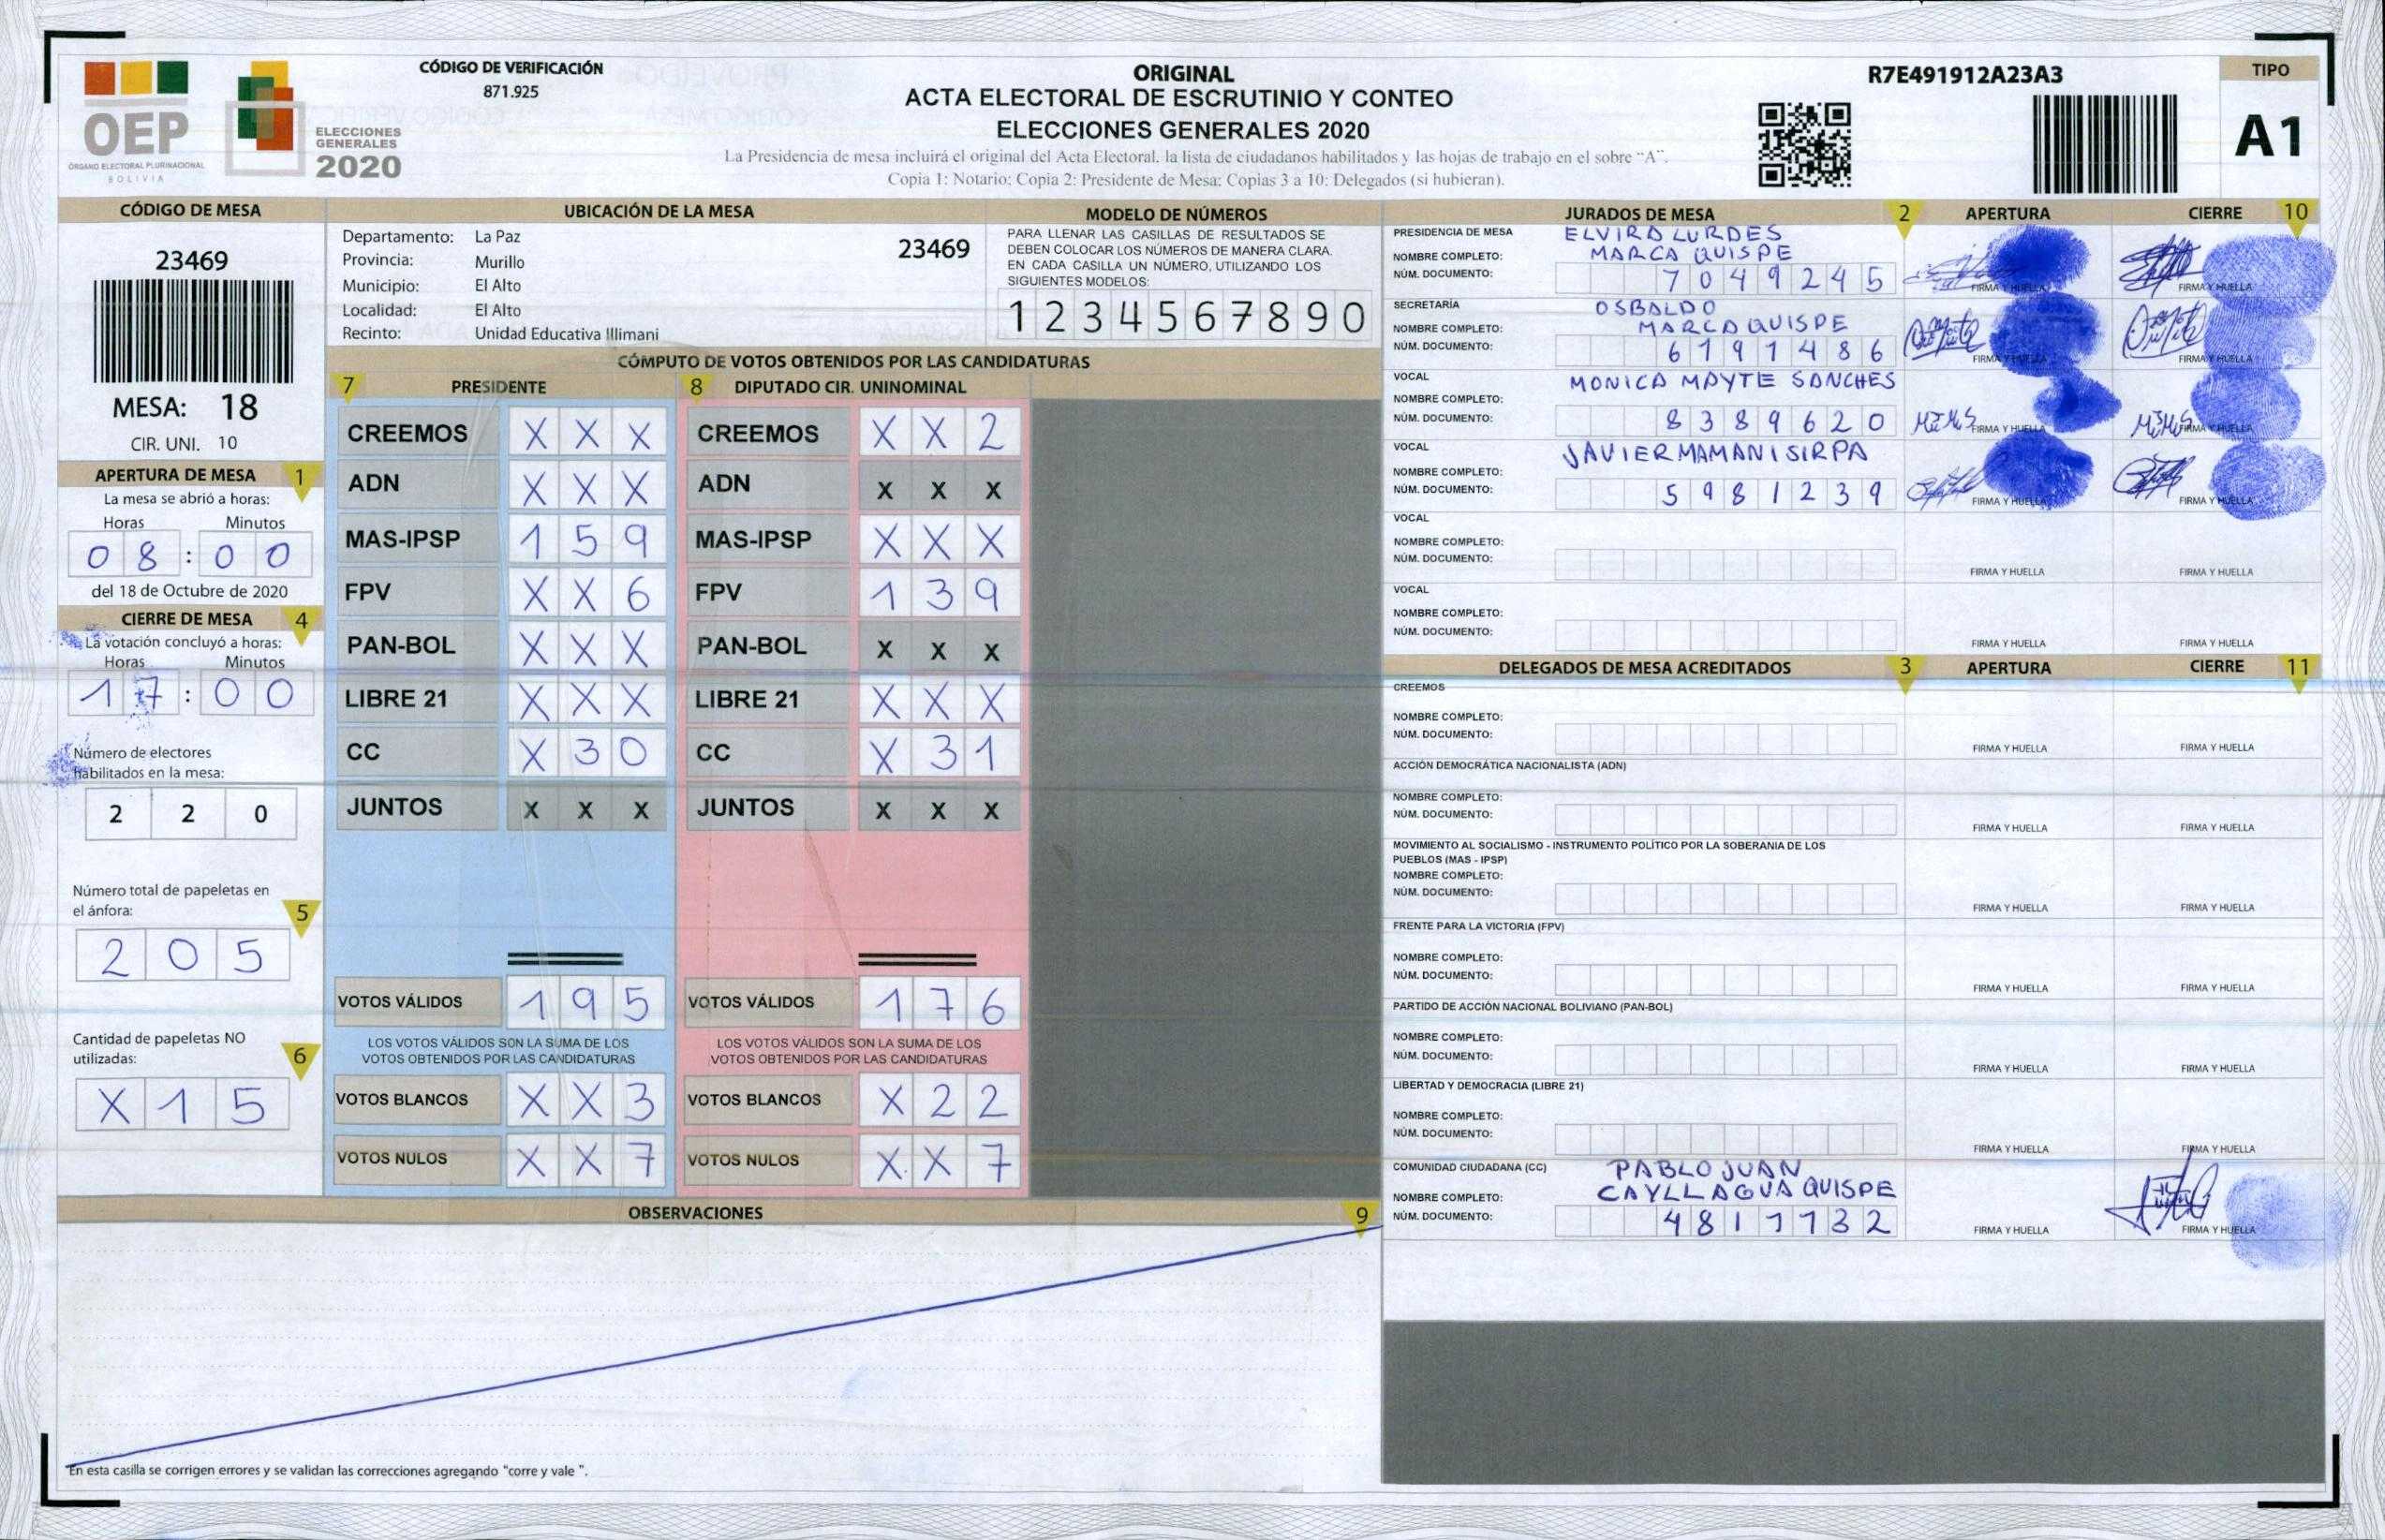 CÓDIGO DE VERIFICACIÓN
871.925
OEP
ÓRGANO ELECTORAL PLURINACIONAL
BOLIVIA
ELECCIONES
GENERALES
2020
ORIGINAL
ACTA ELECTORAL DE ESCRUTINIO Y CONTEO
ELECCIONES GENERALES 2020
La Presidencia de mesa incluirá el original del Acta Electoral, la lista de ciudadanos habilitados y las hojas de trabajo en el sobre "A".
Copia 1: Notario; Copia 2: Presidente de Mesa; Copias 3 a 10: Delegados (si hubieran).
R7E491912A23A3
TIPO
A1
CÓDIGO DE MESA
23469
MESA: 18
CIR. UNI. 10
APERTURA DE MESA 1
La mesa se abrió a horas:
Horas Minutos
08:00
del 18 de Octubre de 2020
CIERRE DE MESA 4
La votación concluyó a horas:
Horas Minutos
17:00
Número de electores
habilitados en la mesa:
220
Número total de papeletas en
el ánfora:
5
205
Cantidad de papeletas NO
utilizadas:
6
X15
UBICACIÓN DE LA MESA
Departamento: La Paz
Provincia: Murillo
Municipio: El Alto
Localidad: El Alto
Recinto: Unidad Educativa Illimani
23469
MODELO DE NÚMEROS
PARA LLENAR LAS CASILLAS DE RESULTADOS SE
DEBEN COLOCAR LOS NÚMEROS DE MANERA CLARA.
EN CADA CASILLA UN NÚMERO, UTILIZANDO LOS
SIGUIENTES MODELOS:
1234567890
CÓMPUTO DE VOTOS OBTENIDOS POR LAS CANDIDATURAS
7 PRESIDENTE 8 DIPUTADO CIR. UNINOMINAL
CREEMOS X X X CREEMOS X X 2
ADN X X X ADN X X X
MAS-IPSP 1 5 9 MAS-IPSP X X X
FPV X X 6 FPV 1 3 9
PAN-BOL X X X PAN-BOL X X X
LIBRE 21 X X X LIBRE 21 X X X
CC X 3 0 CC X 3 1
JUNTOS X X X JUNTOS X X X
VOTOS VÁLIDOS 1 9 5 VOTOS VÁLIDOS 1 7 6
LOS VOTOS VÁLIDOS SON LA SUMA DE LOS LOS VOTOS VÁLIDOS SON LA SUMA DE LOS
VOTOS OBTENIDOS POR LAS CANDIDATURAS VOTOS OBTENIDOS POR LAS CANDIDATURAS
VOTOS BLANCOS X X 3 VOTOS BLANCOS X 2 2
VOTOS NULOS X X 7 VOTOS NULOS X X 7
OBSERVACIONES 9
En esta casilla se corrigen errores y se validan las correcciones agregando "corre y vale ".
JURADOS DE MESA 2 APERTURA CIERRE 10
PRESIDENCIA DE MESA ELVIRA LURDES
NOMBRE COMPLETO: MARCA QUISPE
NÚM. DOCUMENTO: 7049245 FIRMA Y HUELLA FIRMA Y HUELLA
SECRETARÍA OSBALDO
NOMBRE COMPLETO: MARCA QUISPE
NÚM. DOCUMENTO: 6191486 FIRMA Y HUELLA FIRMA Y HUELLA
VOCAL MONICA MAYTE SANCHES
NOMBRE COMPLETO:
NÚM. DOCUMENTO: 8389620 FIRMA Y HUELLA FIRMA Y HUELLA
VOCAL JAVIER MAMANI SIRPA
NOMBRE COMPLETO:
NÚM. DOCUMENTO: 5981239 FIRMA Y HUELLA FIRMA Y HUELLA
VOCAL
NOMBRE COMPLETO:
NÚM. DOCUMENTO: FIRMA Y HUELLA FIRMA Y HUELLA
VOCAL
NOMBRE COMPLETO:
NÚM. DOCUMENTO: FIRMA Y HUELLA FIRMA Y HUELLA
DELEGADOS DE MESA ACREDITADOS 3 APERTURA CIERRE 11
CREEMOS
NOMBRE COMPLETO:
NÚM. DOCUMENTO: FIRMA Y HUELLA FIRMA Y HUELLA
ACCIÓN DEMOCRÁTICA NACIONALISTA (ADN)
NOMBRE COMPLETO:
NÚM. DOCUMENTO: FIRMA Y HUELLA FIRMA Y HUELLA
MOVIMIENTO AL SOCIALISMO - INSTRUMENTO POLÍTICO POR LA SOBERANIA DE LOS
PUEBLOS (MAS - IPSP)
NOMBRE COMPLETO:
NÚM. DOCUMENTO: FIRMA Y HUELLA FIRMA Y HUELLA
FRENTE PARA LA VICTORIA (FPV)
NOMBRE COMPLETO:
NÚM. DOCUMENTO: FIRMA Y HUELLA FIRMA Y HUELLA
PARTIDO DE ACCIÓN NACIONAL BOLIVIANO (PAN-BOL)
NOMBRE COMPLETO:
NÚM. DOCUMENTO: FIRMA Y HUELLA FIRMA Y HUELLA
LIBERTAD Y DEMOCRACIA (LIBRE 21)
NOMBRE COMPLETO:
NÚM. DOCUMENTO: FIRMA Y HUELLA FIRMA Y HUELLA
COMUNIDAD CIUDADANA (CC) PABLO JUAN
NOMBRE COMPLETO: CAYLLAGUA QUISPE
NÚM. DOCUMENTO: 4811132 FIRMA Y HUELLA FIRMA Y HUELLA